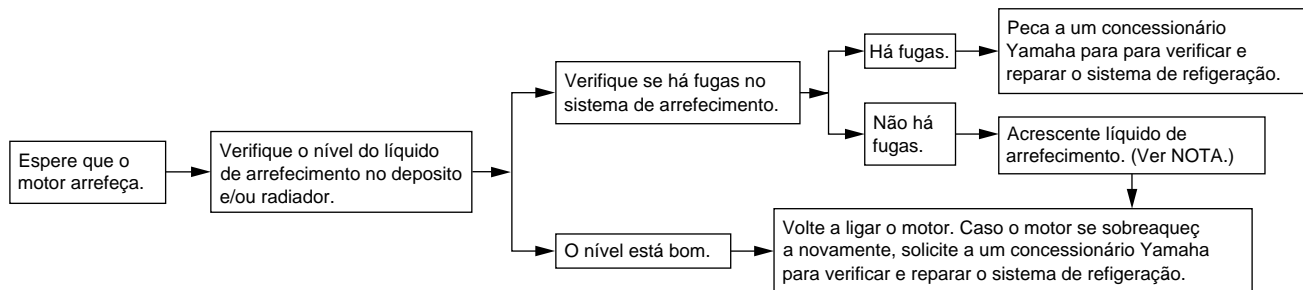 Espere que o
motor arrefeça.
Verifique o nível do líquido
de arrefecimento no deposito
e/ou radiador.
Verifique se há fugas no
sistema de arrefecimento.
Há fugas.
Peca a um concessionário
Yamaha para para verificar e
reparar o sistema de refigeração.
Não há
fugas.
Acrescente líquido de
arrefecimento. (Ver NOTA.)
O nível está bom.
Volte a ligar o motor. Caso o motor se sobreaqueç
a novamente, solicite a um concessionário Yamaha
para verificar e reparar o sistema de refigeração.